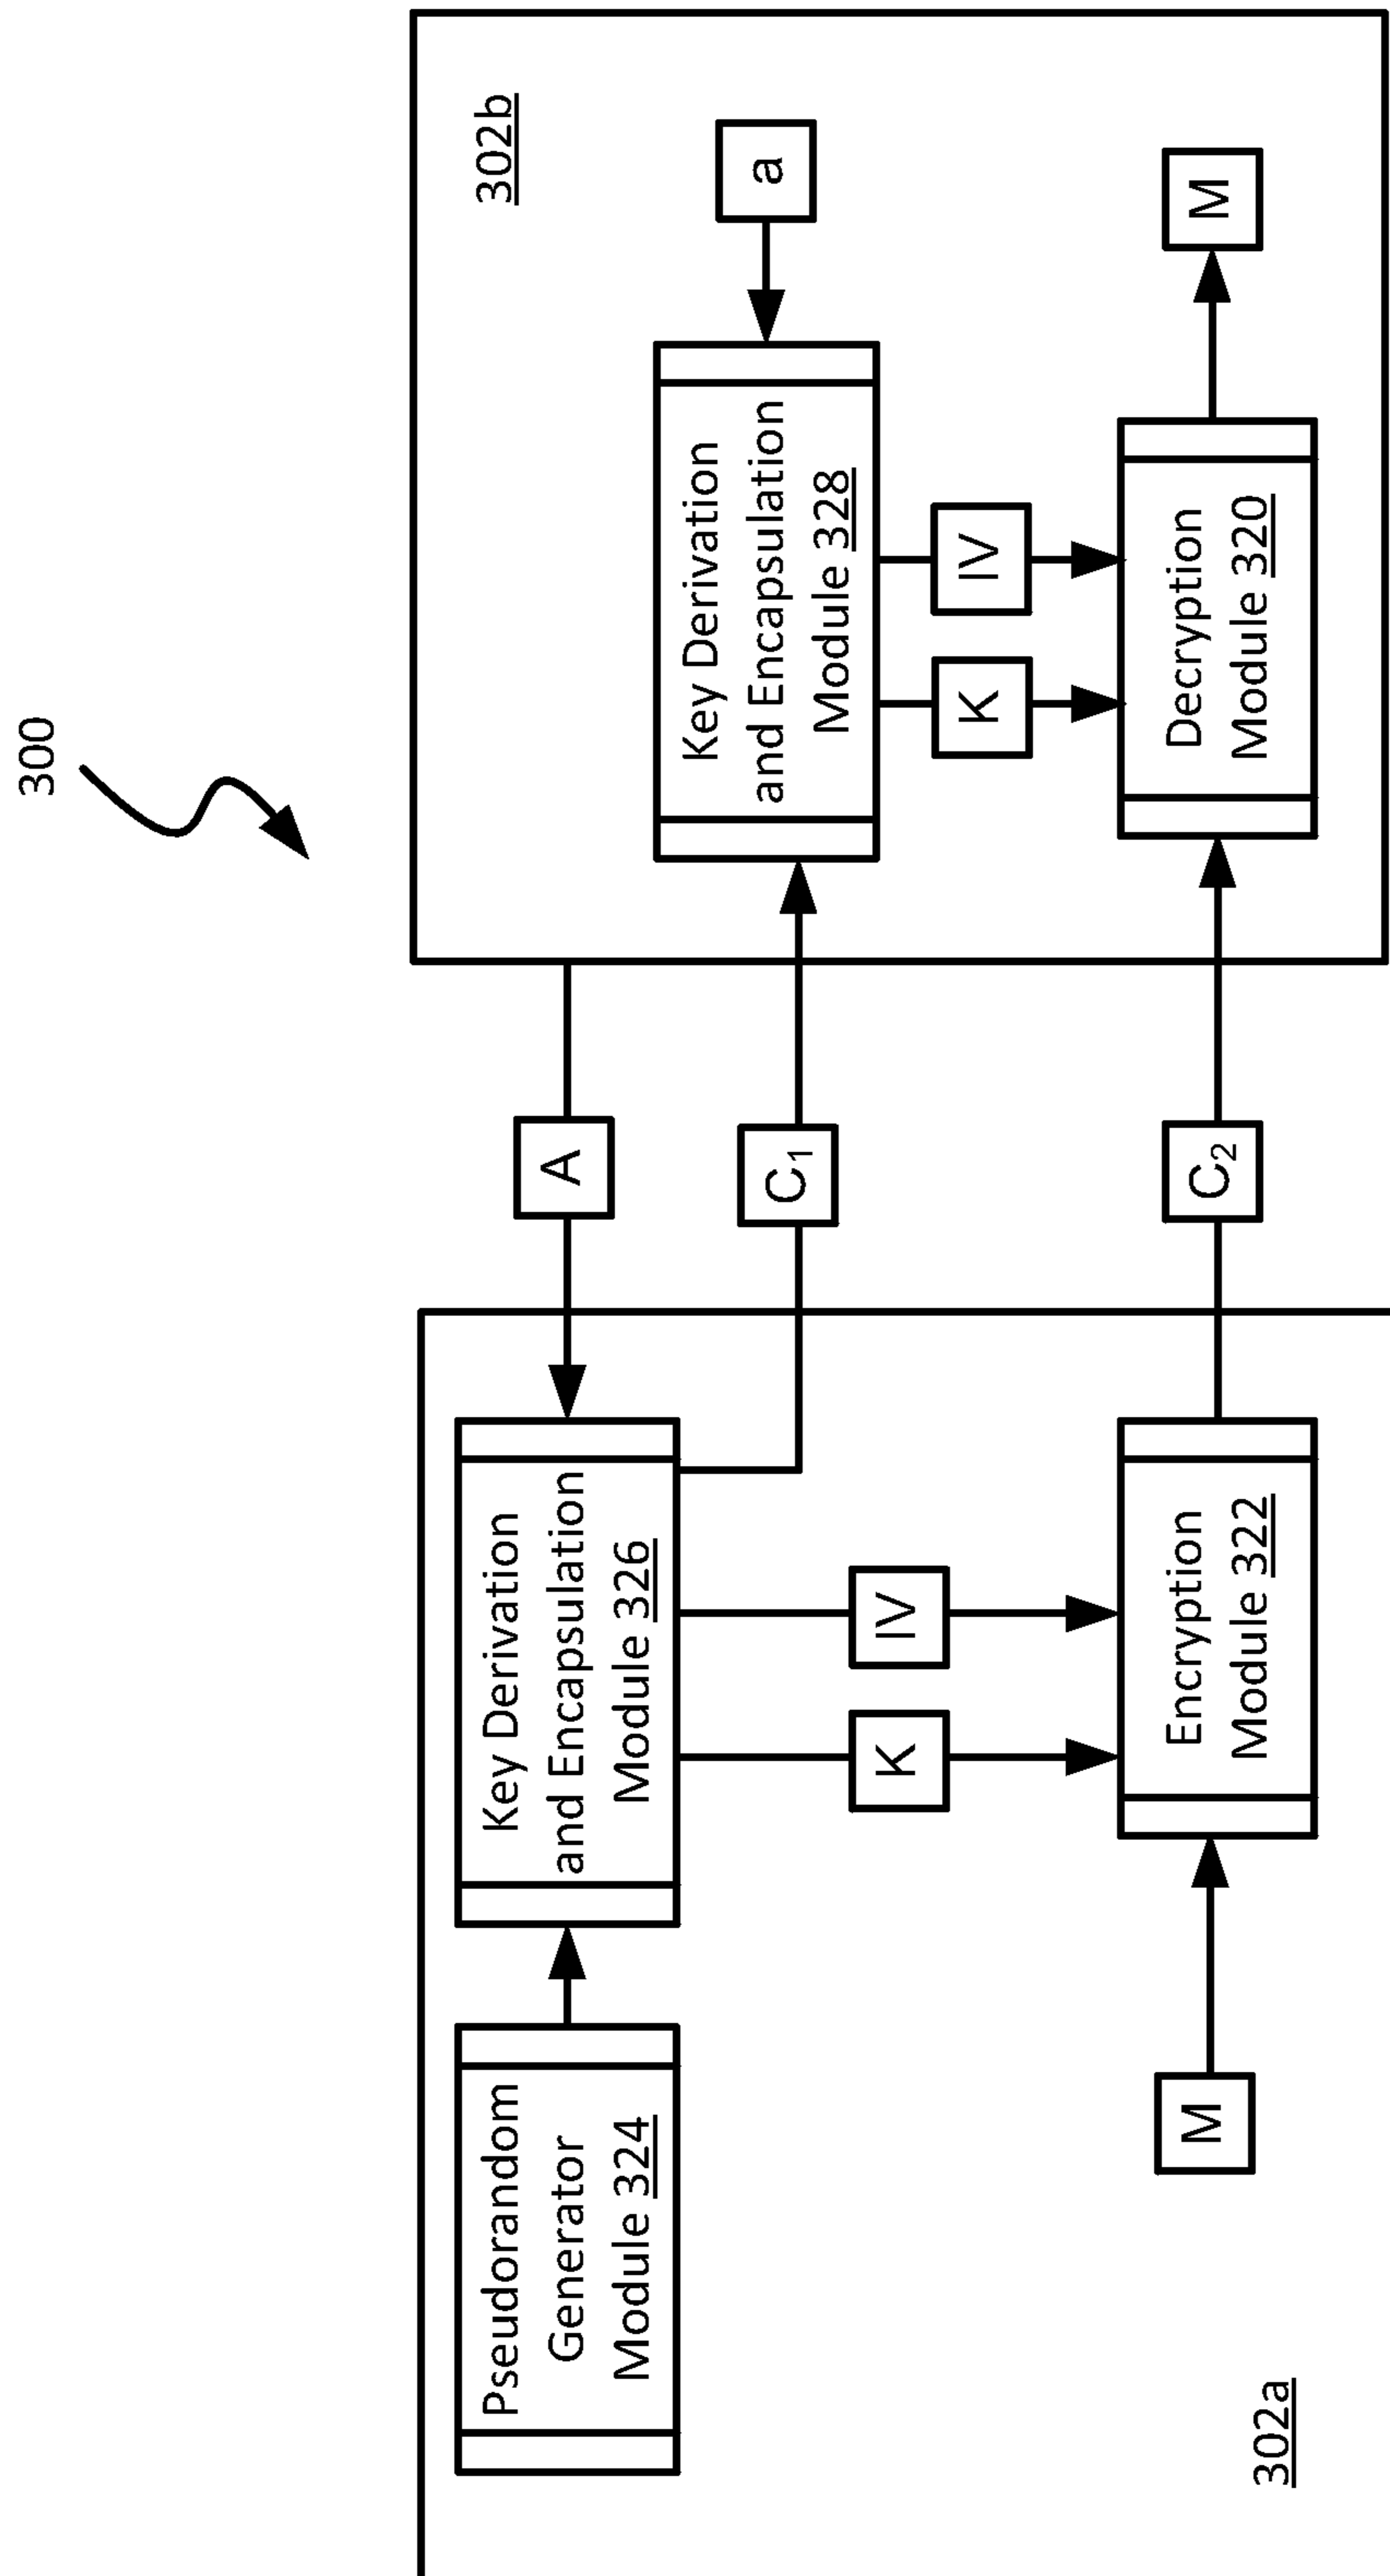 300
302b
a
A
Key Derivation
and Encapsulation
Module 328
Pseudorandom
Generator
Module 324
Key Derivation
and Encapsulation
Module 326
C₁
K
IV
K
IV
M
Encryption
Module 322
C₂
Decryption
Module 320
M
302a